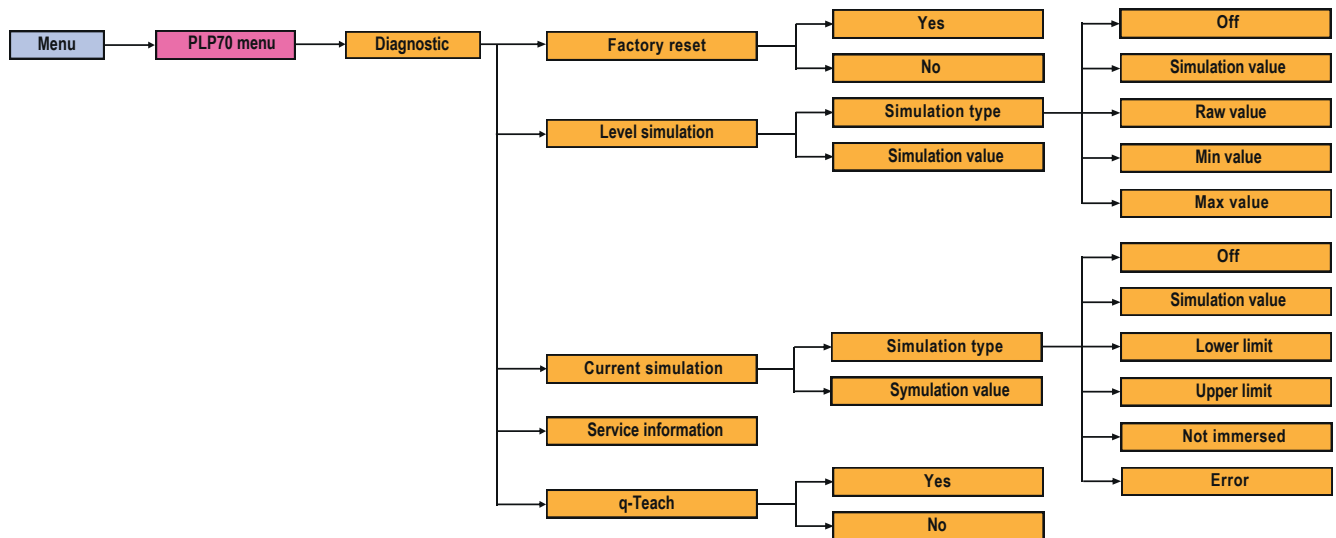 Menu
PLP70 menu
Diagnostic
Factory reset
Yes
No
Level simulation
Simulation type
Off
Simulation value
Raw value
Min value
Max value
Simulation value
Current simulation
Simulation type
Off
Simulation value
Lower limit
Upper limit
Not immersed
Error
Symulation value
Service information
q-Teach
Yes
No